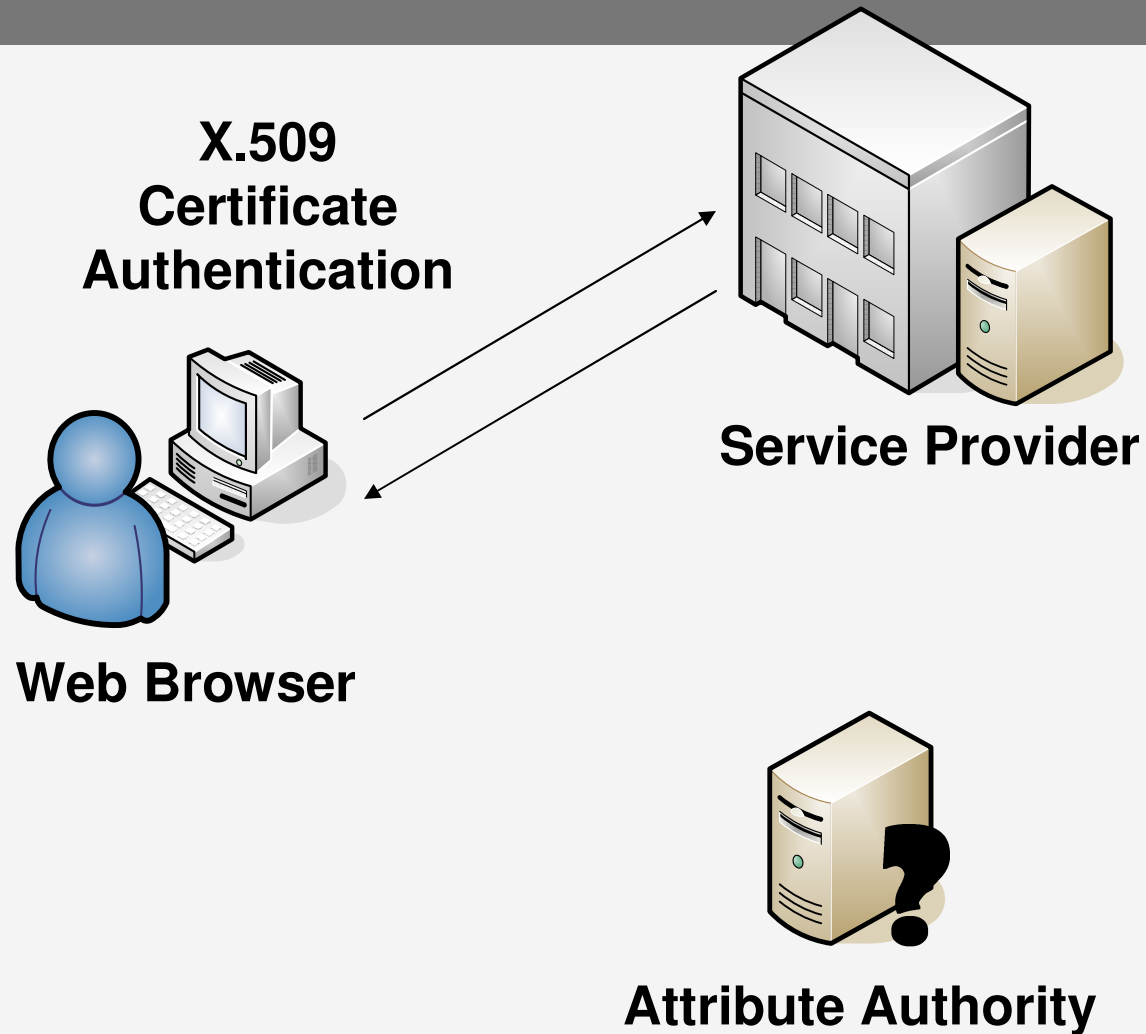 X.509
Certificate
Authentication
Service Provider
Web Browser
?
Attribute Authority